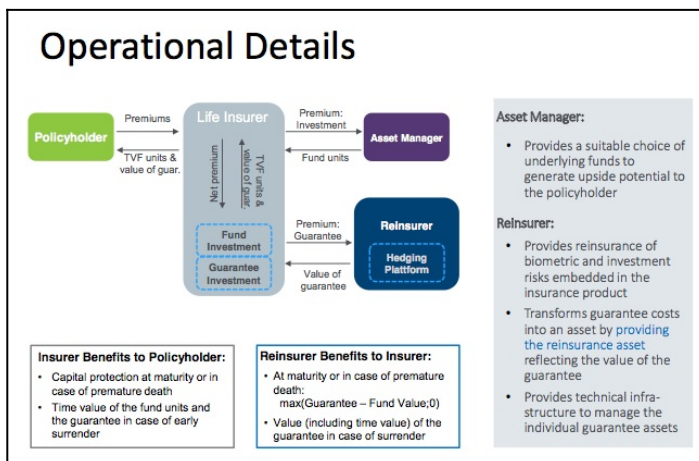 Operational Details
Policyholder
Premiums
TVF units &
value of guar.
Life Insurer
Net premium
TVF units &
value of guar.
Fund
Investment
Guarantee
Investment
Premium:
Investment
Fund units
Asset Manager
Premium:
Guarantee
Value of
guarantee
Reinsurer
Hedging
Plattform
Insurer Benefits to Policyholder:
• Capital protection at maturity or in
case of premature death
• Time value of the fund units and
the guarantee in case of early
surrender
Reinsurer Benefits to Insurer:
• At maturity or in case of premature
death:
max(Guarantee – Fund Value;0)
• Value (including time value) of the
guarantee in case of surrender
Asset Manager:
• Provides a suitable choice of
underlying funds to
generate upside potential to
the policyholder
Reinsurer:
• Provides reinsurance of
biometric and investment
risks embedded in the
insurance product
• Transforms guarantee costs
into an asset by providing
the reinsurance asset
reflecting the value of the
guarantee
• Provides technical infra-
structure to manage the
individual guarantee assets